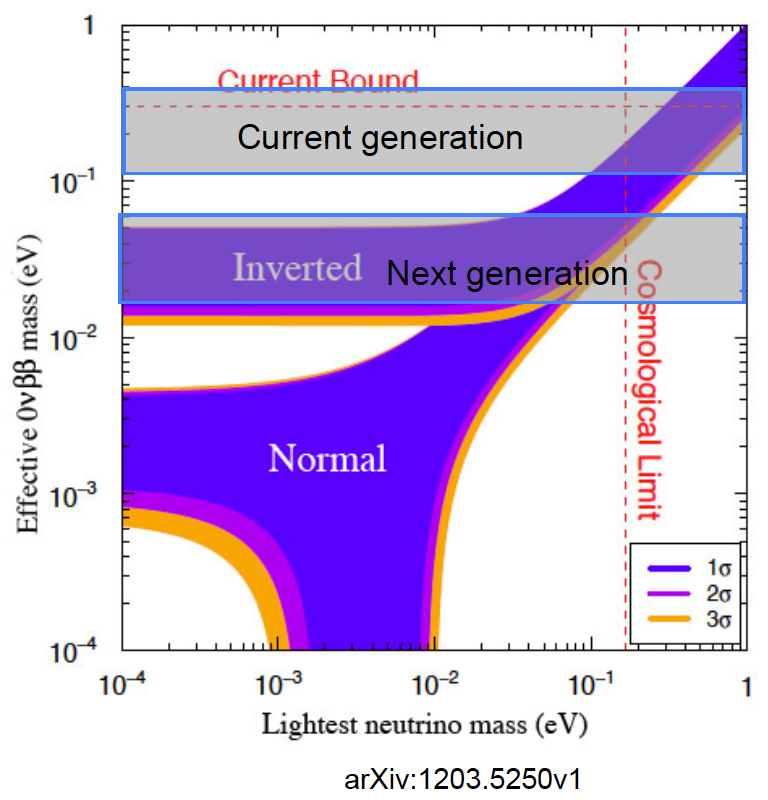 1
Current Bound
Current generation
10⁻¹
Inverted
Next generation
10⁻²
Cosmological Limit
Normal
10⁻³
1σ
2σ
3σ
10⁻⁴
Effective 0νββ mass (eV)
10⁻⁴ 10⁻³ 10⁻² 10⁻¹ 1
Lightest neutrino mass (eV)
arXiv:1203.5250v1